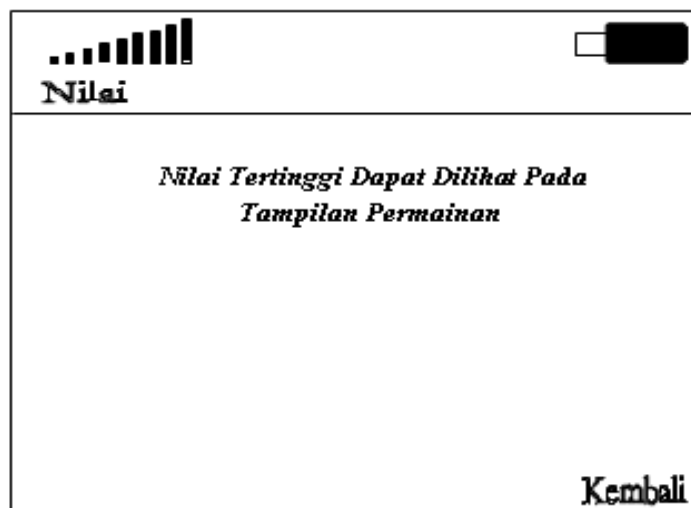 Nilai
Nilai Tertinggi Dapat Dilihat Pada
Tampilan Permainan
Kembali